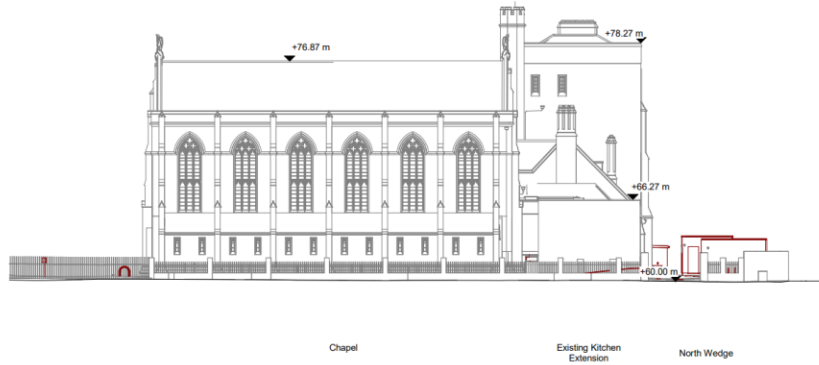 +78.27 m
+76.87 m
+66.27 m
+60.00 m
Chapel
Existing Kitchen
Extension
North Wedge